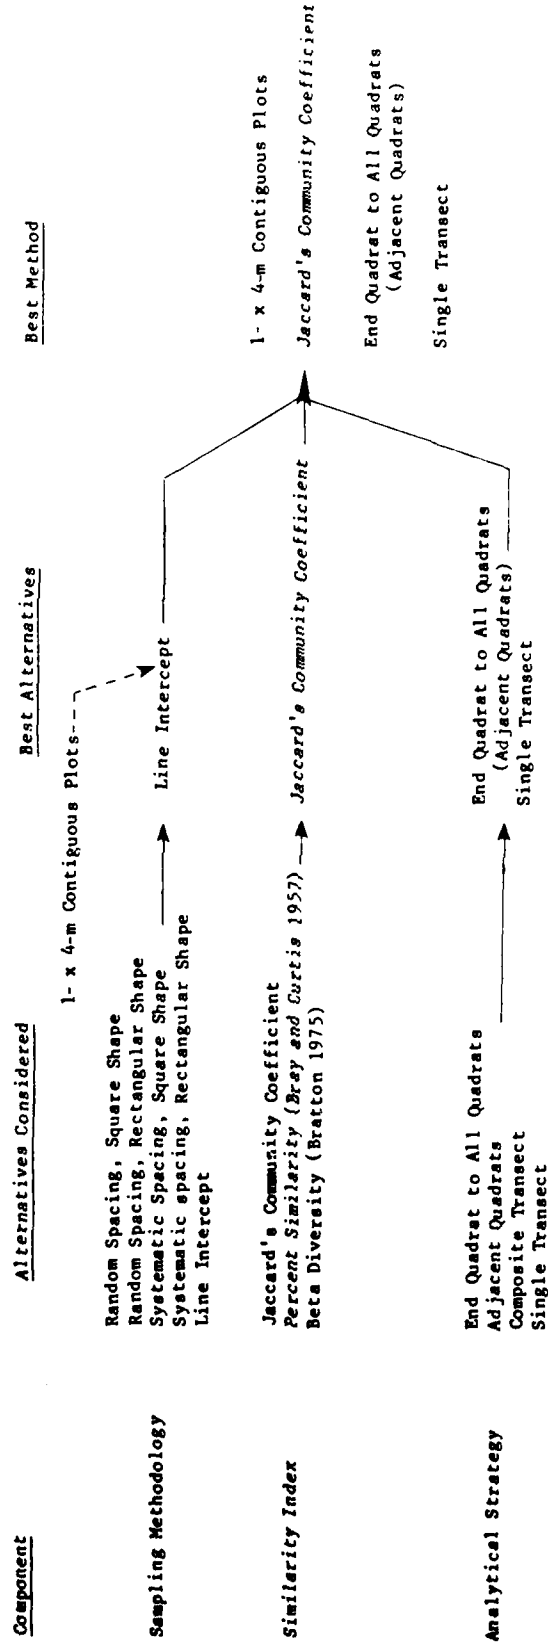 Component
Alternatives Considered
Best Alternatives
Best Method
1- x 4-m Contiguous Plots
Sampling Methodology
Random Spacing, Square Shape
Random Spacing, Rectangular Shape
Systematic Spacing, Square Shape
Systematic spacing, Rectangular Shape
Line Intercept
Line Intercept
Similarity Index
Jaccard's Community Coefficient
Percent Similarity (Bray and Curtis 1957)
Beta Diversity (Bratton 1975)
Jaccard's Community Coefficient
1- x 4-m Contiguous Plots
Jaccard's Community Coefficient
End Quadrat to All Quadrats
(Adjacent Quadrats)
Single Transect
Analytical Strategy
End Quadrat to All Quadrats
Adjacent Quadrats
Composite Transect
Single Transect
End Quadrat to All Quadrats
(Adjacent Quadrats)
Single Transect